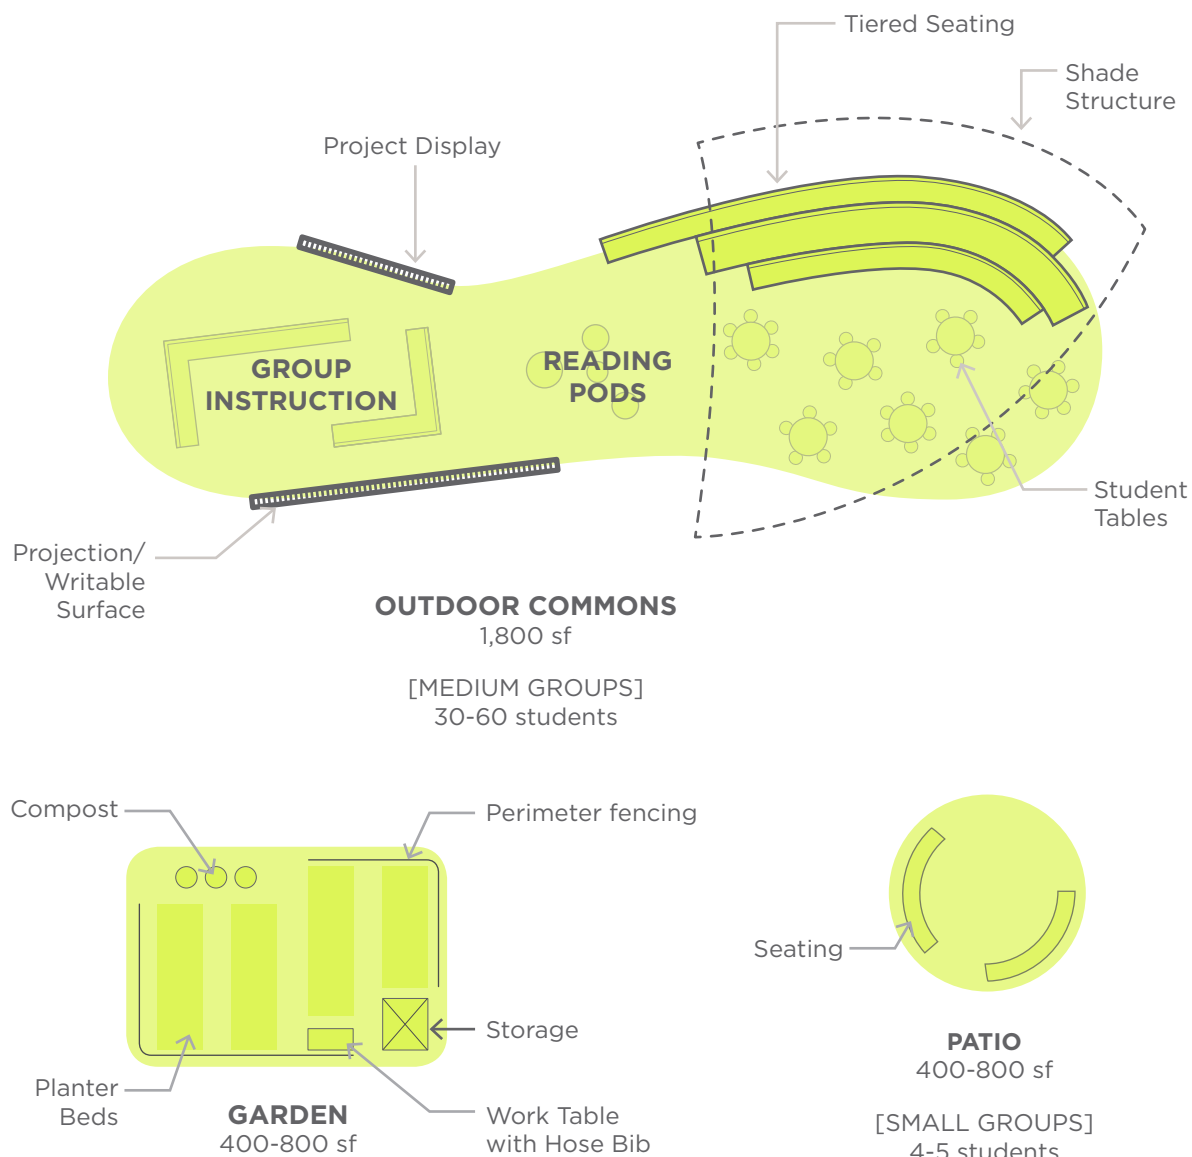 Tiered Seating
Shade
Structure
Project Display
GROUP
INSTRUCTION
READING
PODS
Student
Tables
Projection/
Writable
Surface
OUTDOOR COMMONS
1,800 sf
[MEDIUM GROUPS]
30-60 students
Compost
Perimeter fencing
Seating
Storage
Planter
Beds
Work Table
with Hose Bib
GARDEN
400-800 sf
PATIO
400-800 sf
[SMALL GROUPS]
4-5 students